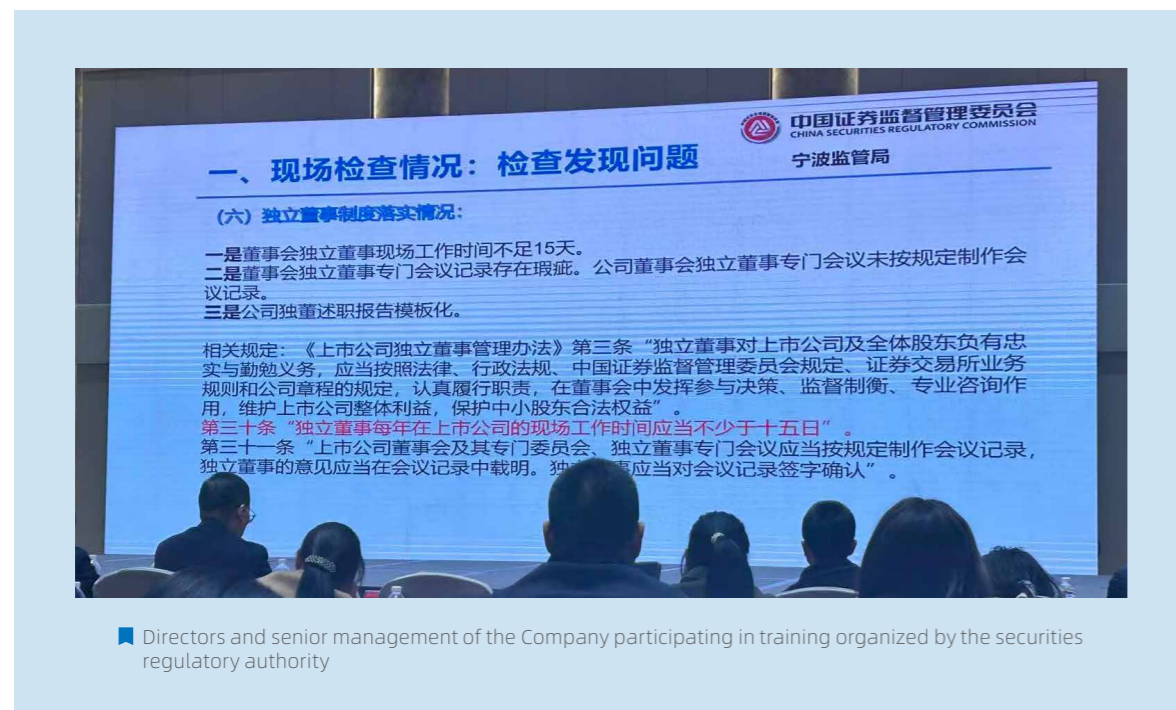 中国证券监督管理委员会
CHINA SECURITIES REGULATORY COMMISSION
宁波监管局
一、现场检查情况：检查发现问题
（六）独立董事制度落实情况：
一是董事会独立董事现场工作时间不足15天。
二是董事会独立董事专门会议记录存在瑕疵。公司董事会独立董事专门会议未按规定制作会
议记录。
三是公司独董述职报告模板化。
相关规定：《上市公司独立董事管理办法》第三条“独立董事对上市公司及全体股东负有忠
实与勤勉义务，应当按照法律、行政法规、中国证券监督管理委员会规定、证券交易所业务
规则和公司章程的规定，认真履行职责，在董事会中发挥参与决策、监督制衡、专业咨询作
用，维护上市公司整体利益，保护中小股东合法权益”。
第三十条“独立董事每年在上市公司的现场工作时间应当不少于十五日”。
第三十一条“上市公司董事会及其专门委员会、独立董事专门会议应当按规定制作会议记录，
独立董事的意见应当在会议记录中载明。独 事应当对会议记录签字确认”。
Directors and senior management of the Company participating in training organized by the securities
regulatory authority